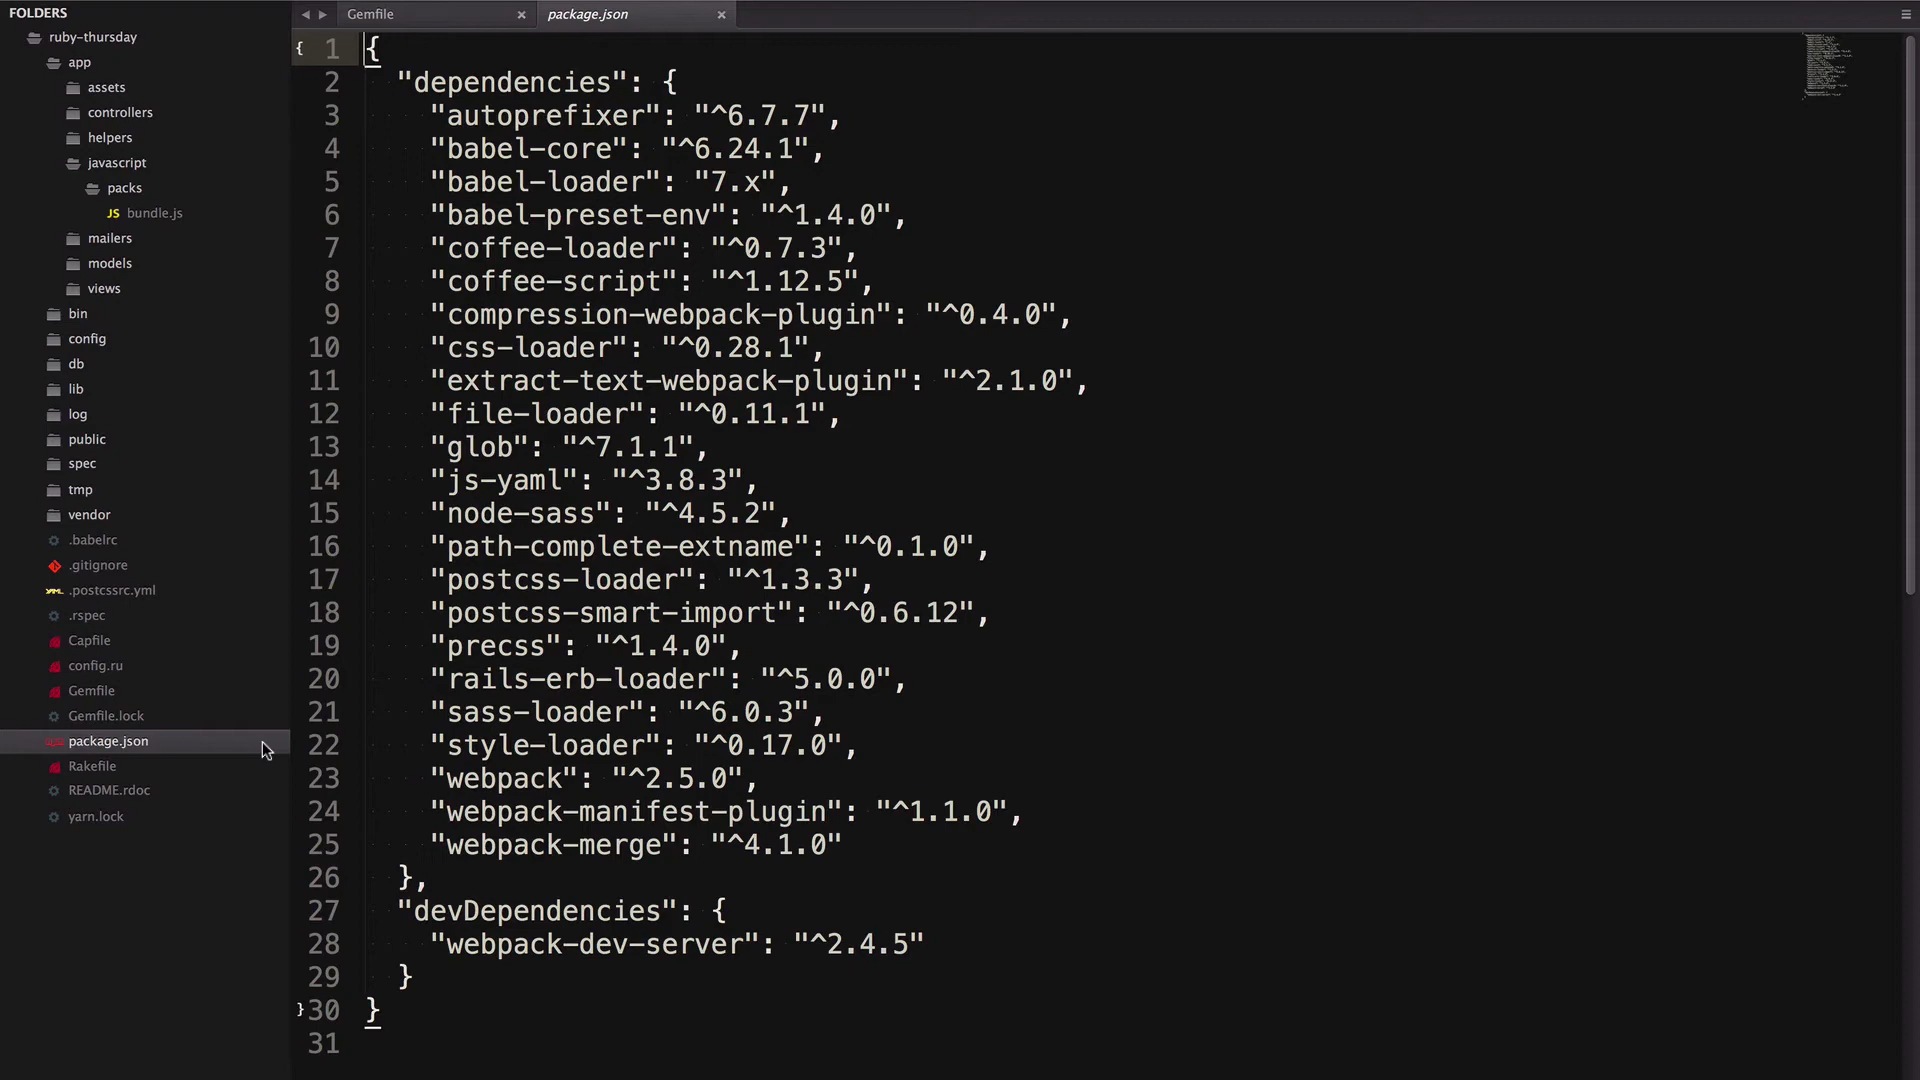 FOLDERS
ruby-thursday
app
assets
controllers
helpers
javascript
packs
JS bundle.js
mailers
models
views
bin
config
db
lib
log
public
spec
tmp
vendor
.babelrc
.gitignore
.postcssrc.yml
.rspec
Capfile
config.ru
Gemfile
Gemfile.lock
package.json
Rakefile
README.rdoc
yarn.lock
Gemfile
package.json
{ 1 {
2 "dependencies": {
3 "autoprefixer": "^6.7.7",
4 "babel-core": "^6.24.1",
5 "babel-loader": "7.x",
6 "babel-preset-env": "^1.4.0",
7 "coffee-loader": "^0.7.3",
8 "coffee-script": "^1.12.5",
9 "compression-webpack-plugin": "^0.4.0",
10 "css-loader": "^0.28.1",
11 "extract-text-webpack-plugin": "^2.1.0",
12 "file-loader": "^0.11.1",
13 "glob": "^7.1.1",
14 "js-yaml": "^3.8.3",
15 "node-sass": "^4.5.2",
16 "path-complete-extname": "^0.1.0",
17 "postcss-loader": "^1.3.3",
18 "postcss-smart-import": "^0.6.12",
19 "precss": "^1.4.0",
20 "rails-erb-loader": "^5.0.0",
21 "sass-loader": "^6.0.3",
22 "style-loader": "^0.17.0",
23 "webpack": "^2.5.0",
24 "webpack-manifest-plugin": "^1.1.0",
25 "webpack-merge": "^4.1.0"
26 },
27 "devDependencies": {
28 "webpack-dev-server": "^2.4.5"
29 }
} 30 }
31